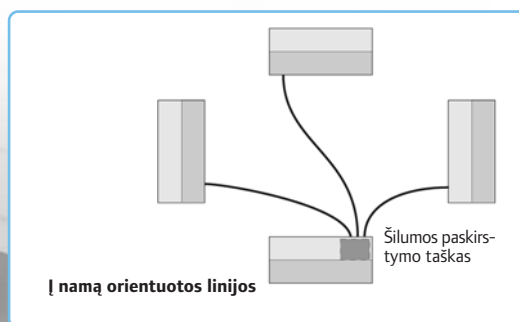 Šilumos paskirs-
tymo taškas
Į namą orientuotos linijos